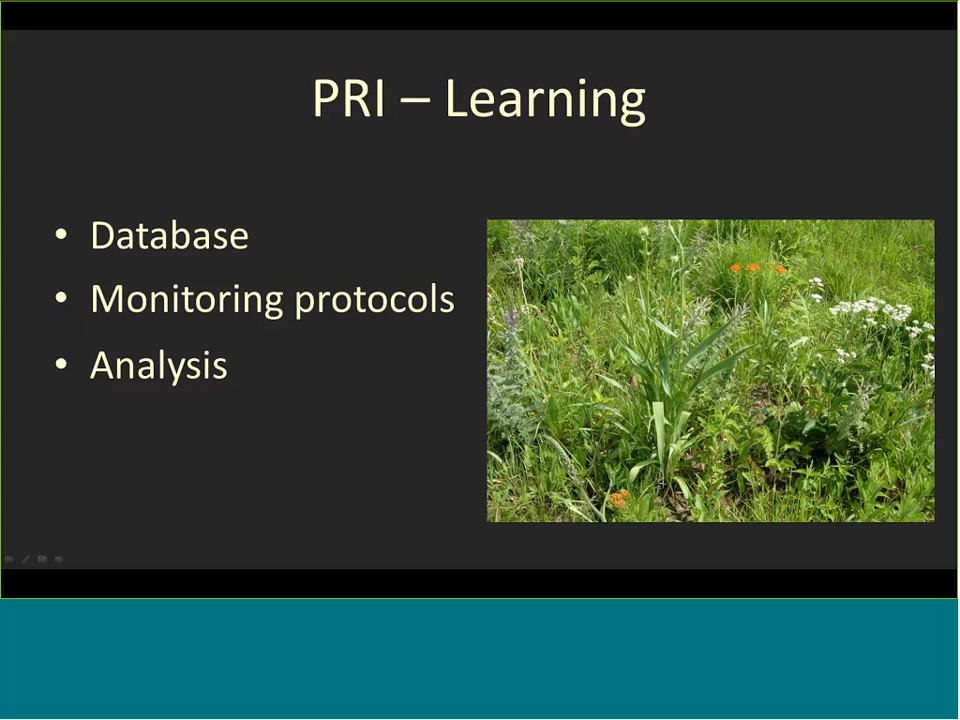 PRI – Learning
• Database
• Monitoring protocols
• Analysis